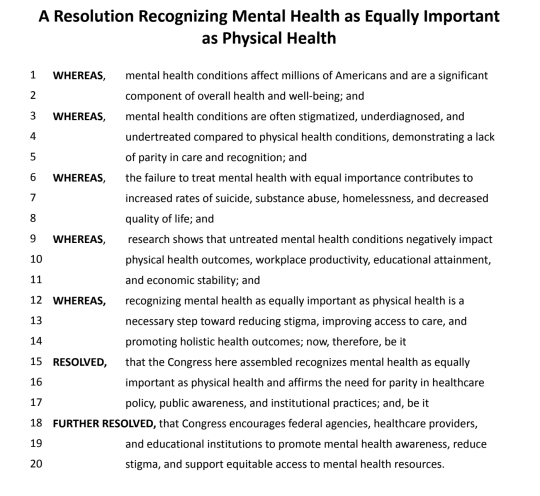 A Resolution Recognizing Mental Health as Equally Important
as Physical Health
1 WHEREAS, mental health conditions affect millions of Americans and are a significant
2 component of overall health and well-being; and
3 WHEREAS, mental health conditions are often stigmatized, underdiagnosed, and
4 undertreated compared to physical health conditions, demonstrating a lack
5 of parity in care and recognition; and
6 WHEREAS, the failure to treat mental health with equal importance contributes to
7 increased rates of suicide, substance abuse, homelessness, and decreased
8 quality of life; and
9 WHEREAS, research shows that untreated mental health conditions negatively impact
10 physical health outcomes, workplace productivity, educational attainment,
11 and economic stability; and
12 WHEREAS, recognizing mental health as equally important as physical health is a
13 necessary step toward reducing stigma, improving access to care, and
14 promoting holistic health outcomes; now, therefore, be it
15 RESOLVED, that the Congress here assembled recognizes mental health as equally
16 important as physical health and affirms the need for parity in healthcare
17 policy, public awareness, and institutional practices; and, be it
18 FURTHER RESOLVED, that Congress encourages federal agencies, healthcare providers,
19 and educational institutions to promote mental health awareness, reduce
20 stigma, and support equitable access to mental health resources.